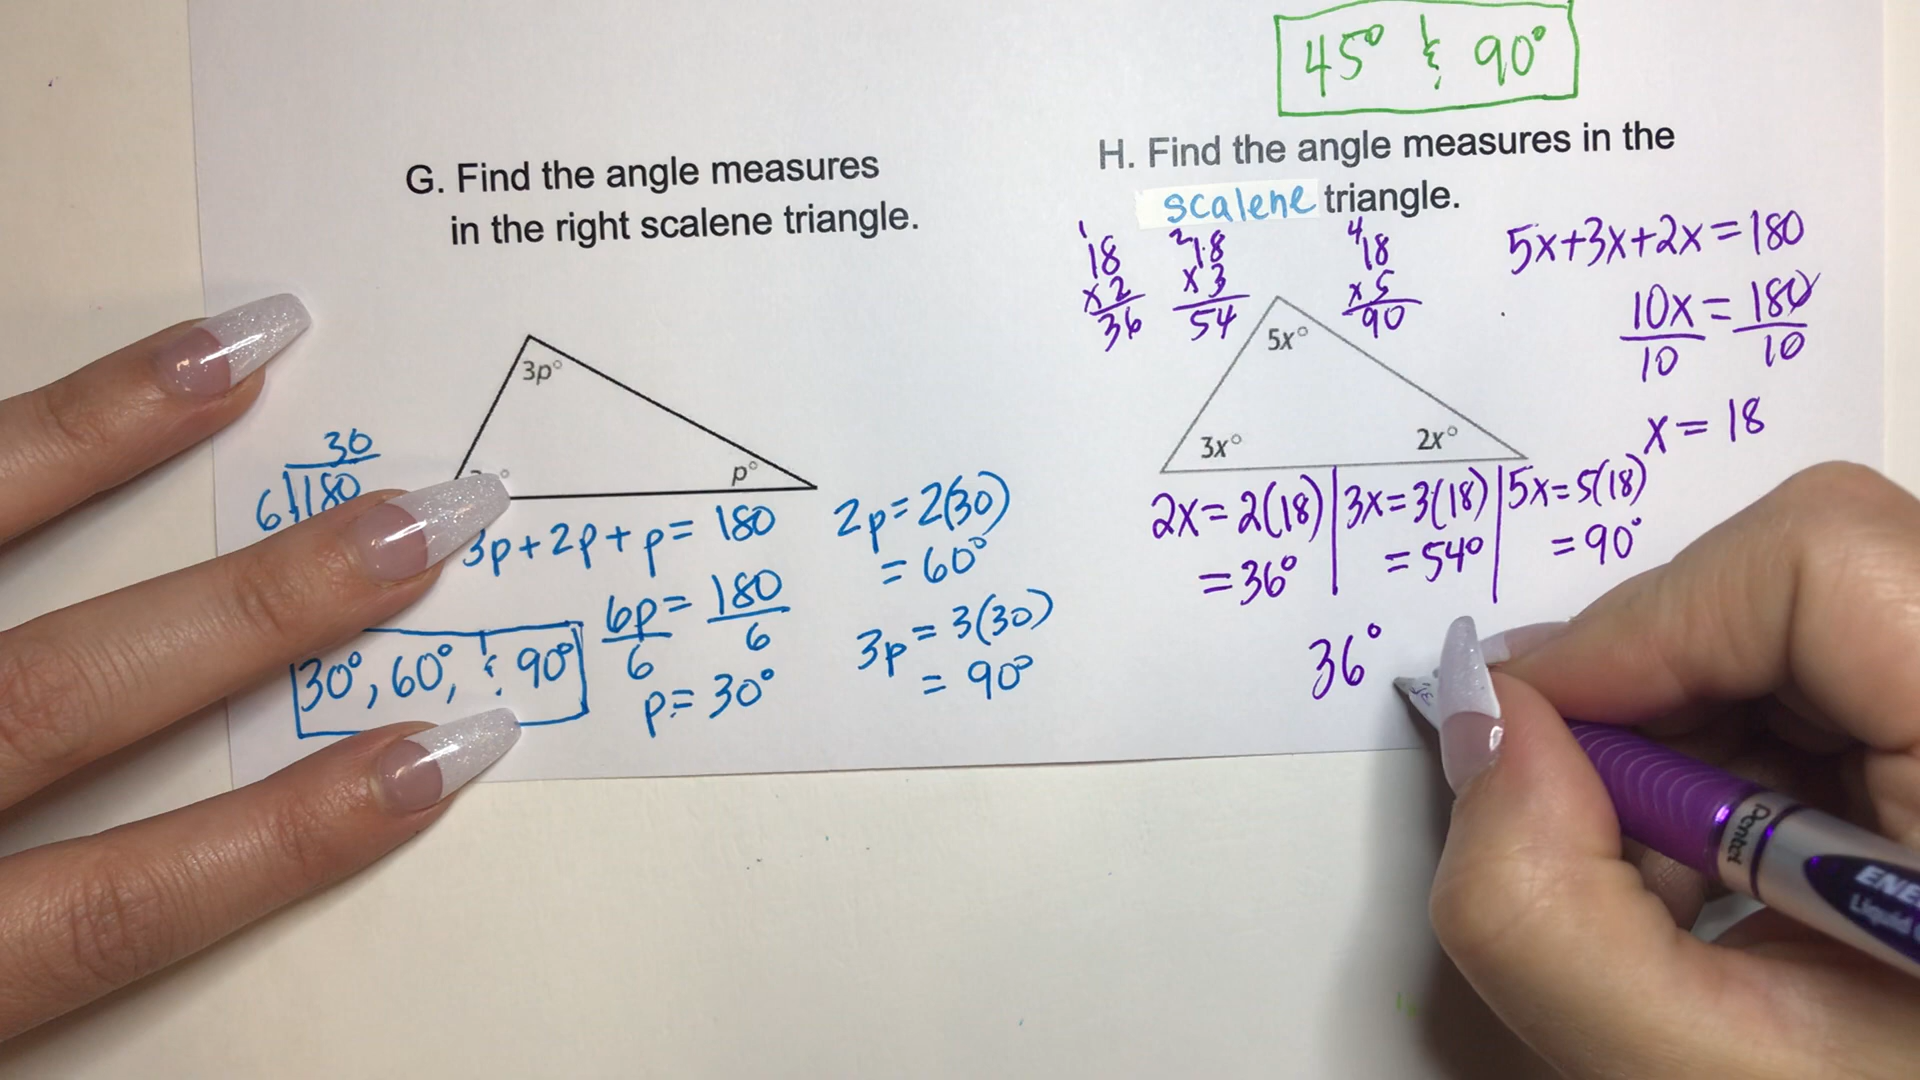 45° & 90°
G. Find the angle measures
in the right scalene triangle.
3p°
p°
30
6)180
3p+2p+p= 180
6p= 180
6 6
p= 30°
2p=2(30)
= 60°
3p=3(30)
= 90°
30°, 60°, & 90°
H. Find the angle measures in the
scalene triangle.
1
18
x2
36
2
18
x3
54
4
18
x5
90
5x°
3x°
2x°
5x+3x+2x=180
10x=180
10 10
x=18
2x=2(18)
=36°
3x=3(18)
=54°
5x=5(18)
=90°
36°
Pentel
Liquid